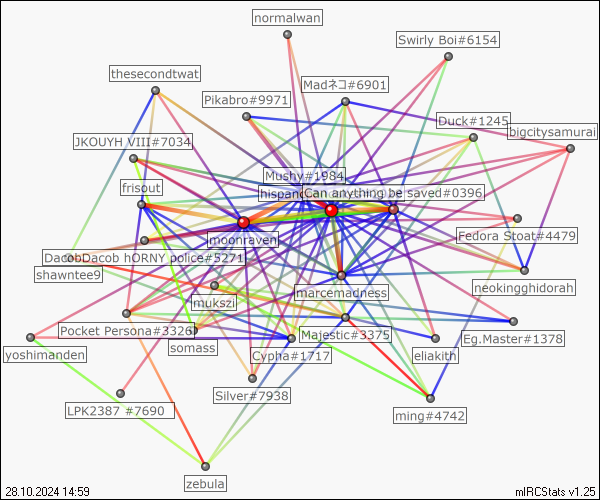 normalwan
Swirly Boi#6154
thesecondtwat
Madネコ#6901
Pikabro#9971
Duck#1245
bigcitysamurai
JKOUYH VIII#7034
Mushy#1984
frisout
Can anything be saved#0396
moonraven
Fedora Stoat#4479
DacobDacob hORNY police#5271
shawntee9
neokingghidorah
marcemadness
mukszi
Pocket Persona#3326
Majestic#3375
Eg.Master#1378
somass
yoshimanden
Cypha#1717
eliakith
Silver#7938
LPK2387 #7690
ming#4742
zebula
28.10.2024 14:59
mIRCStats v1.25